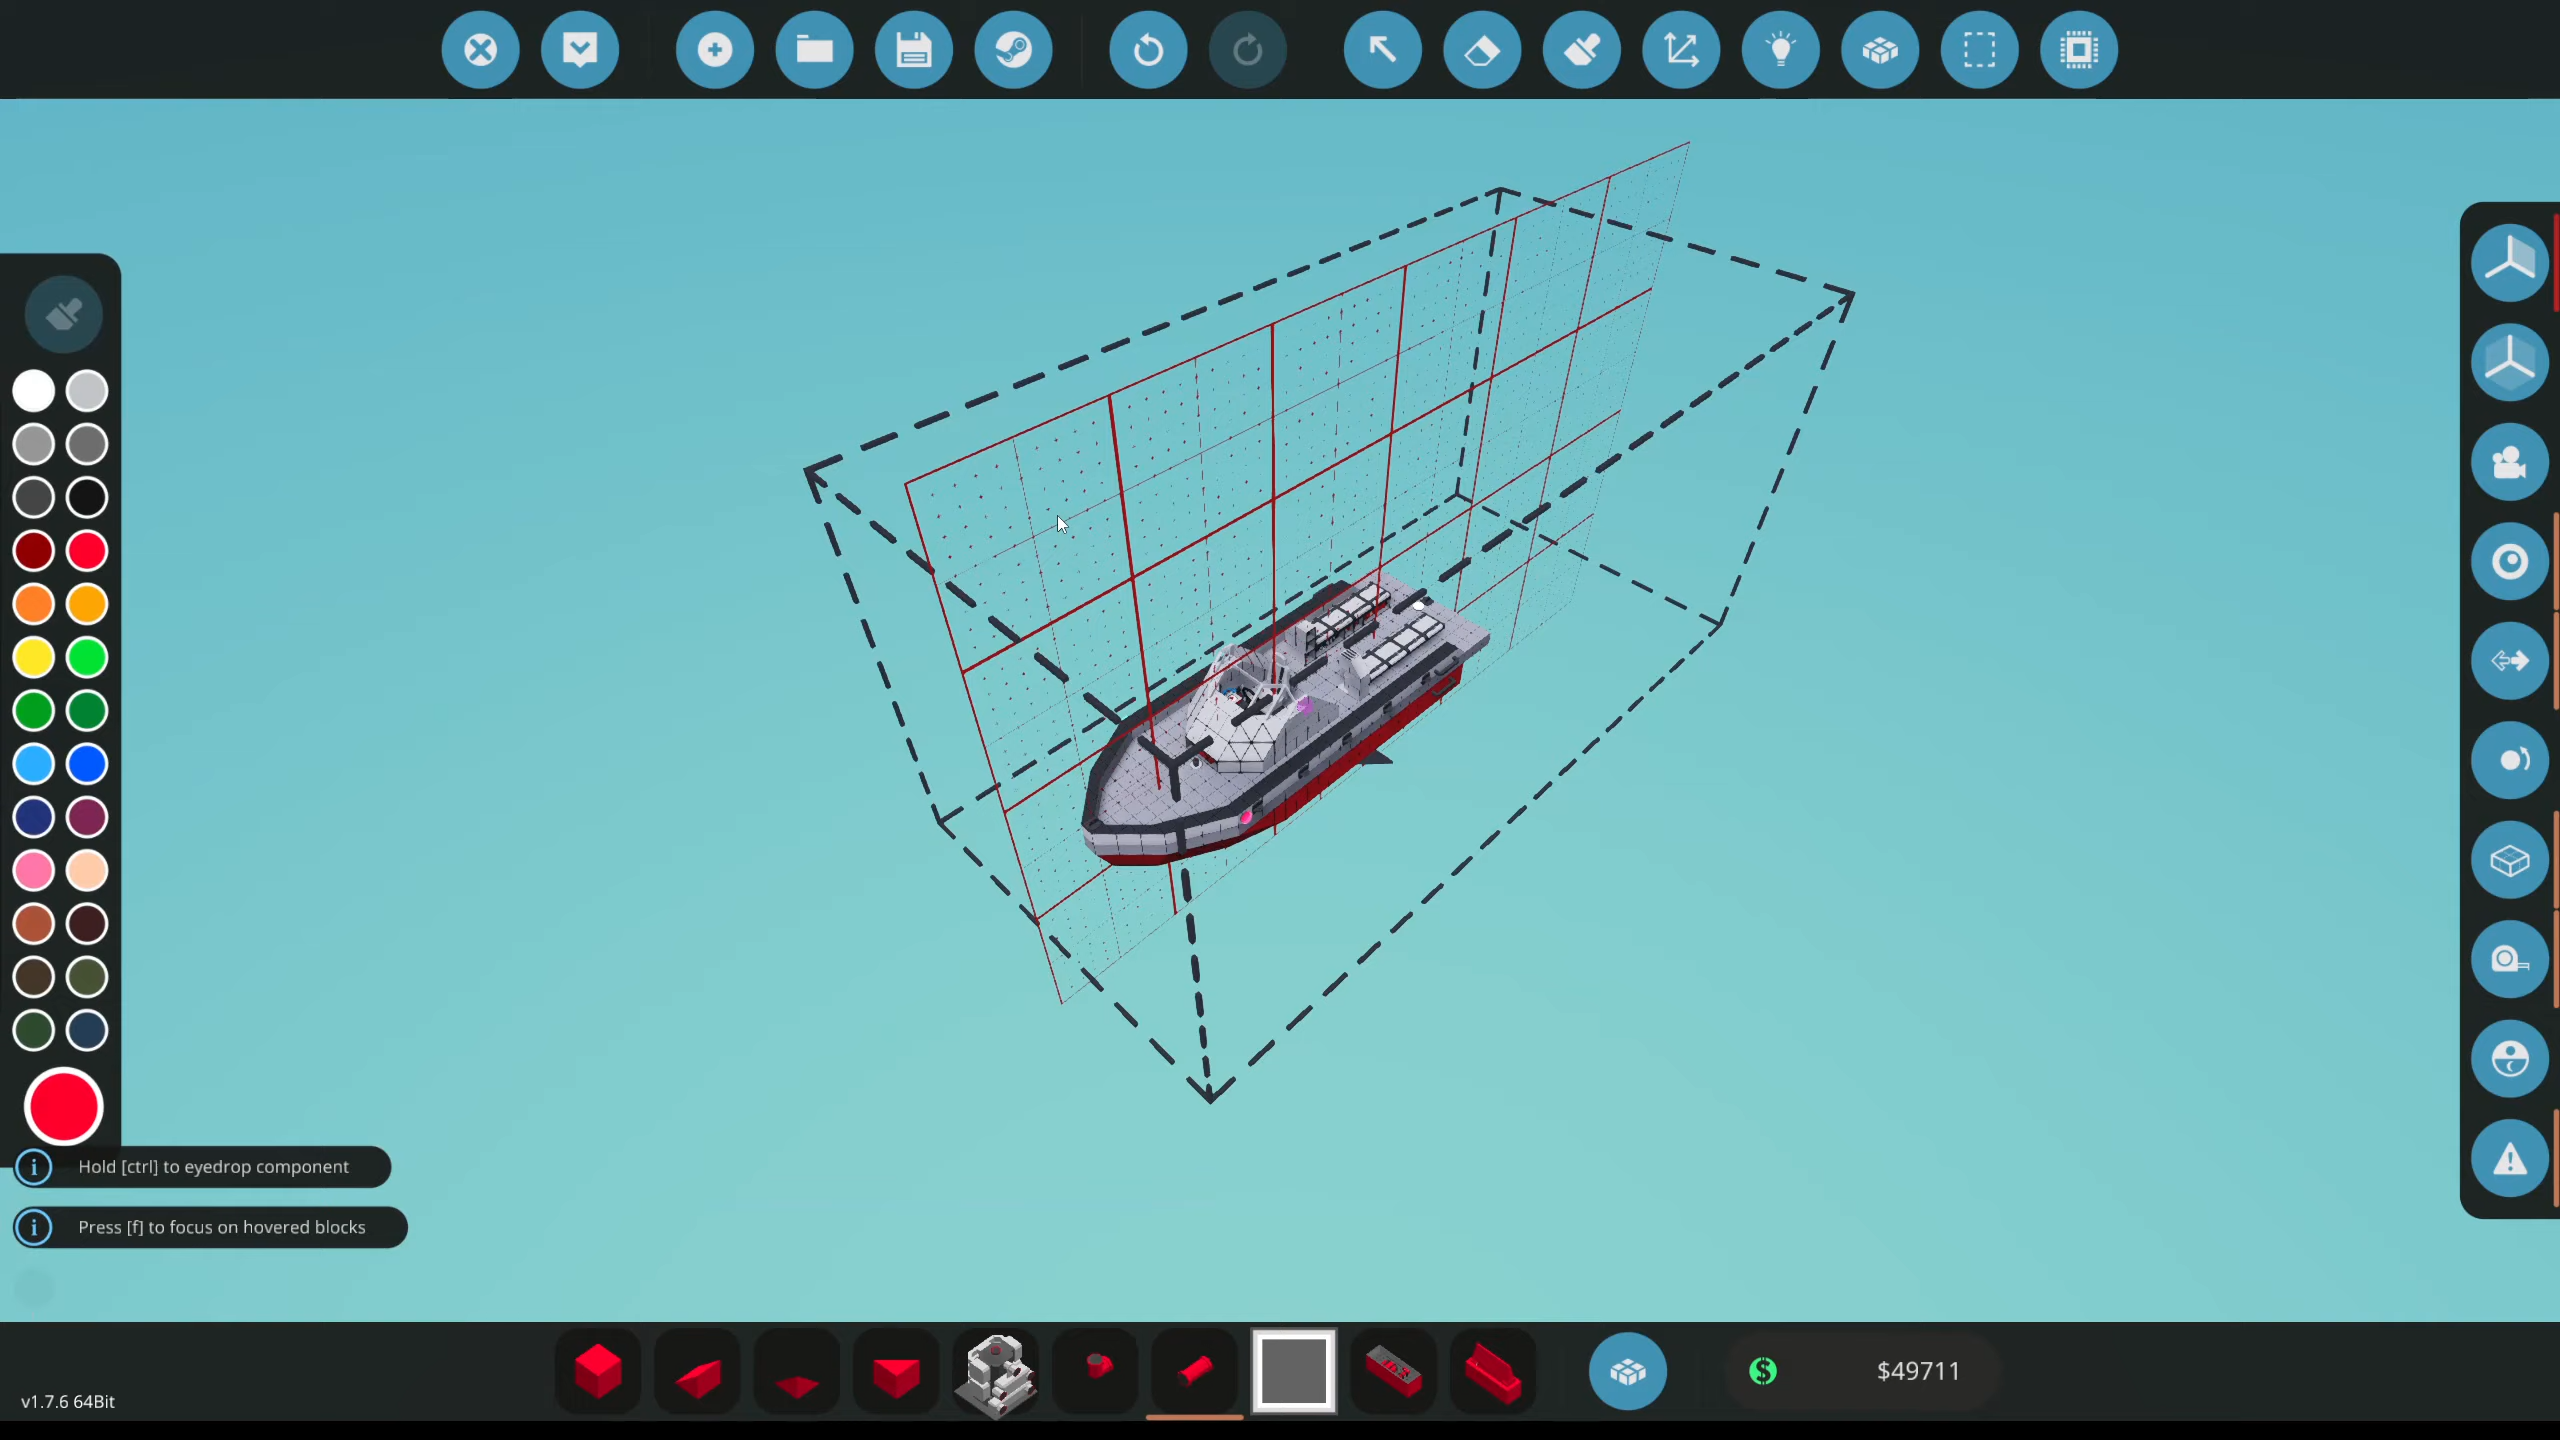 Hold [ctrl] to eyedrop component
Press [f] to focus on hovered blocks
$49711
v1.7.6 64Bit